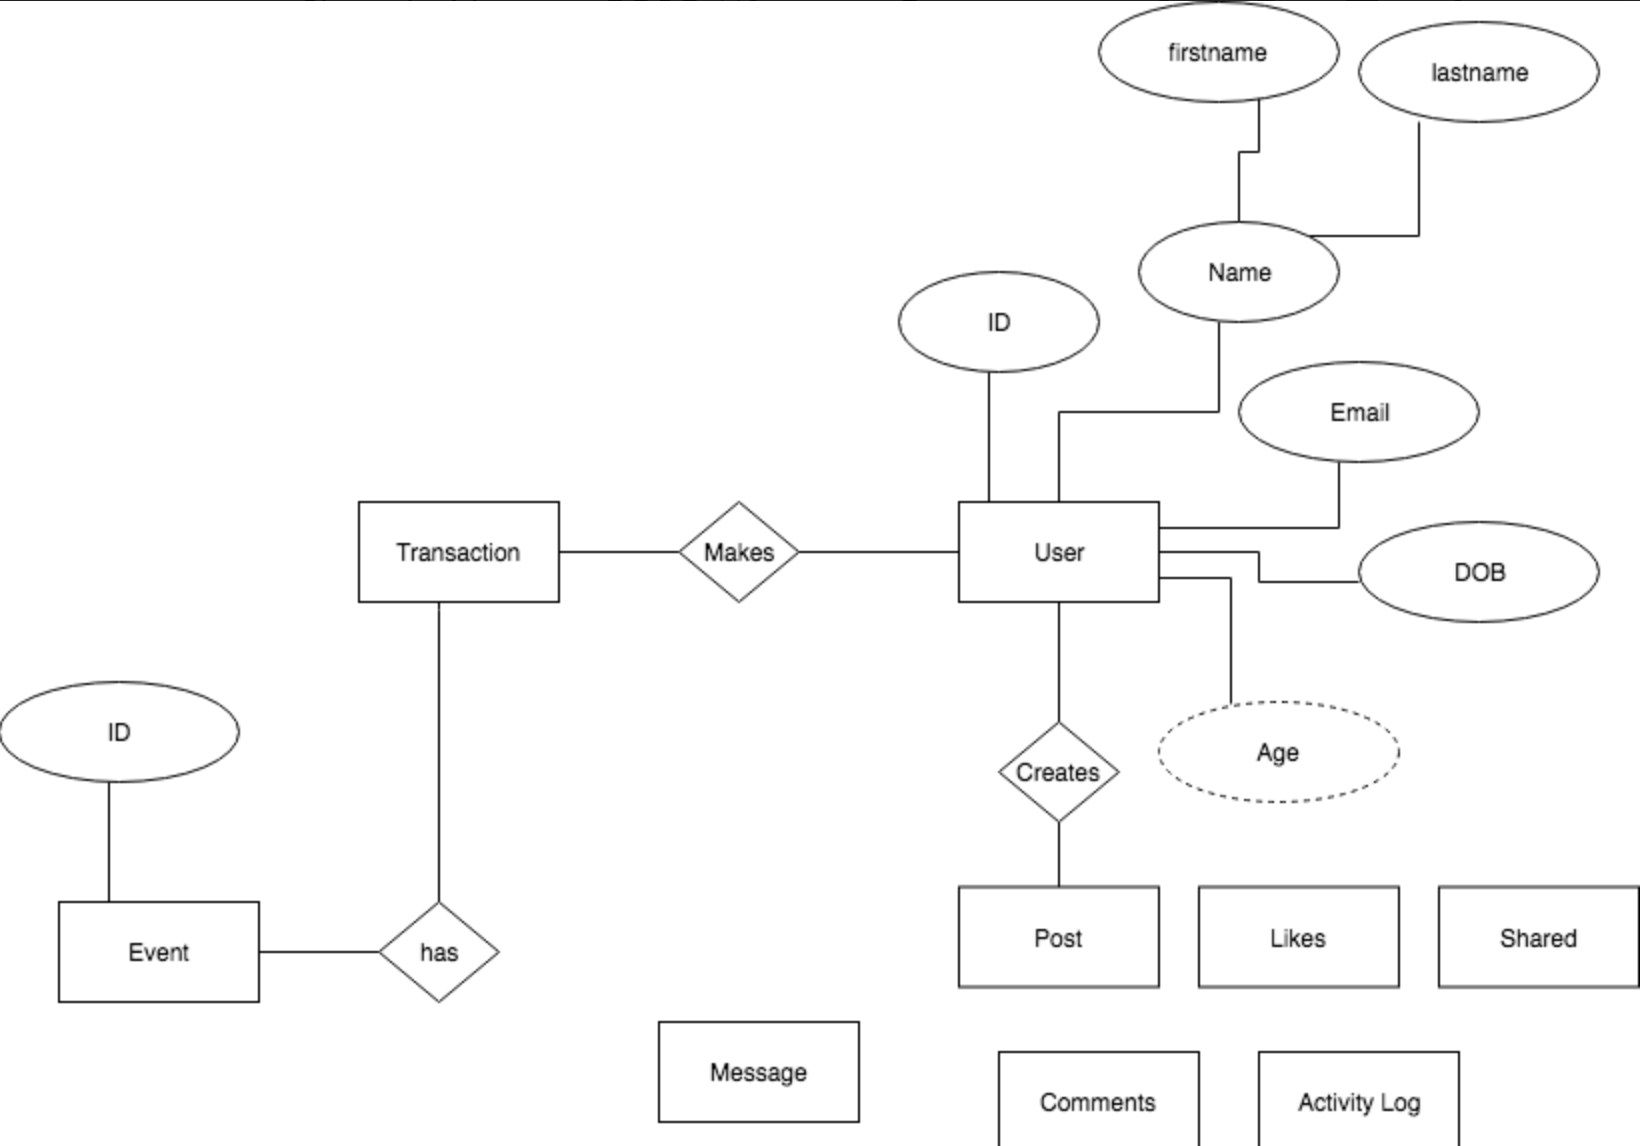 firstname
lastname
Name
ID
Email
Transaction
Makes
User
DOB
ID
Age
Creates
Event
has
Post
Likes
Shared
Message
Comments
Activity Log